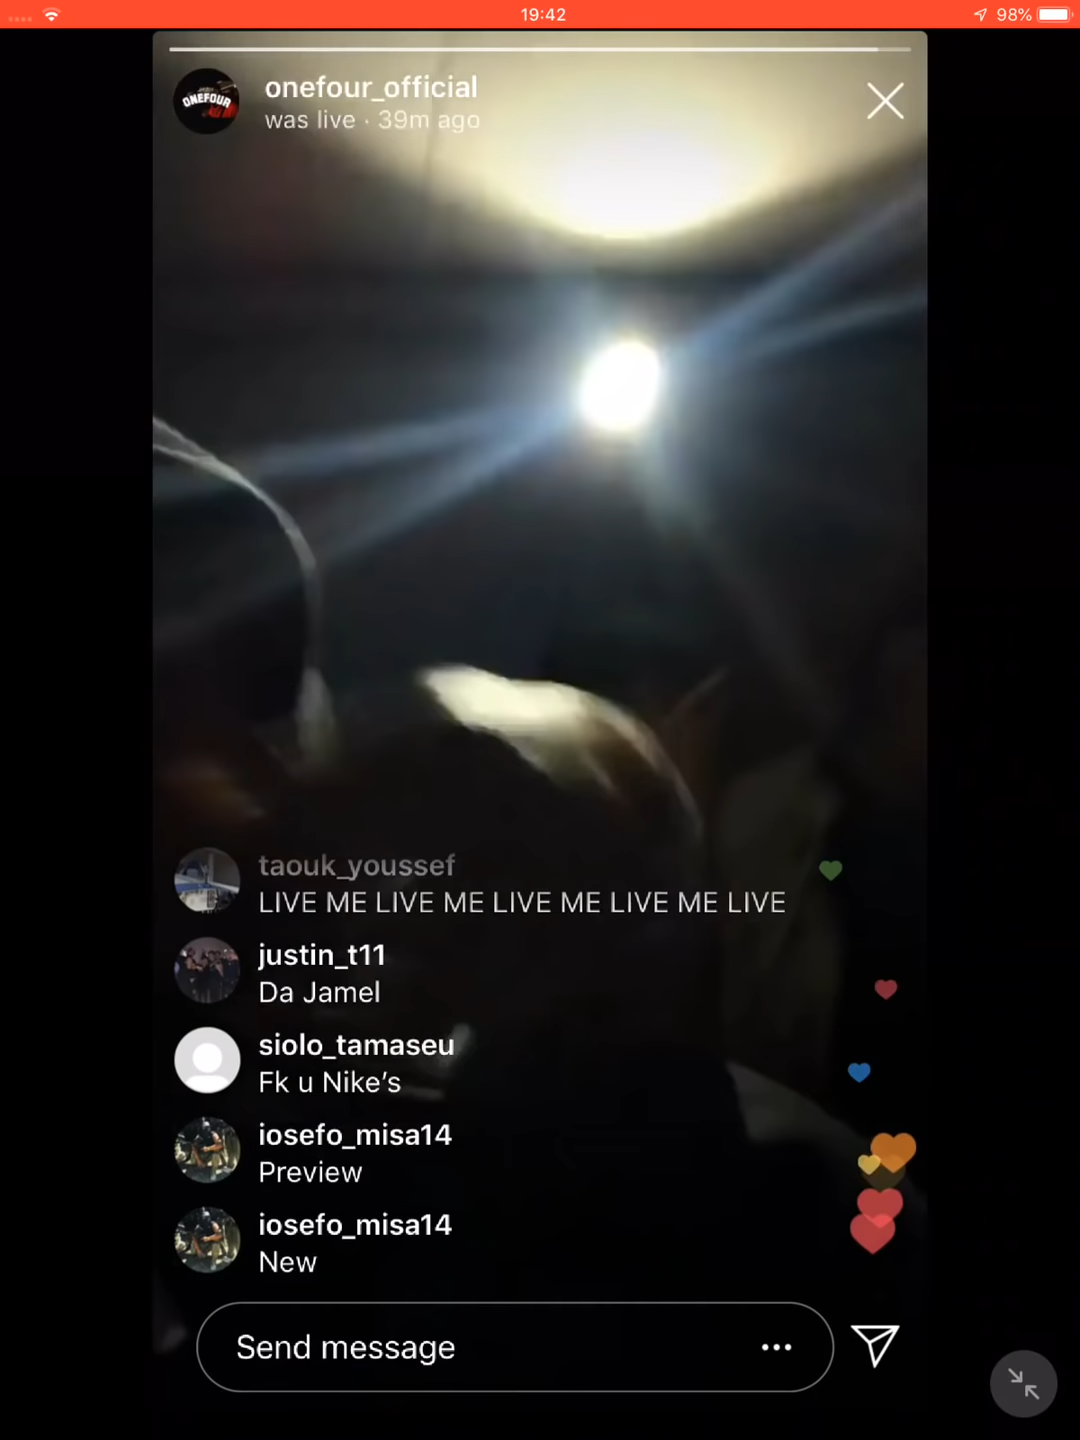 19:42
98%
ONEFOUR
onefour_official
was live · 39m ago
taouk_youssef
LIVE ME LIVE ME LIVE ME LIVE ME LIVE
justin_t11
Da Jamel
siolo_tamaseu
Fk u Nike’s
iosefo_misa14
Preview
iosefo_misa14
New
Send message